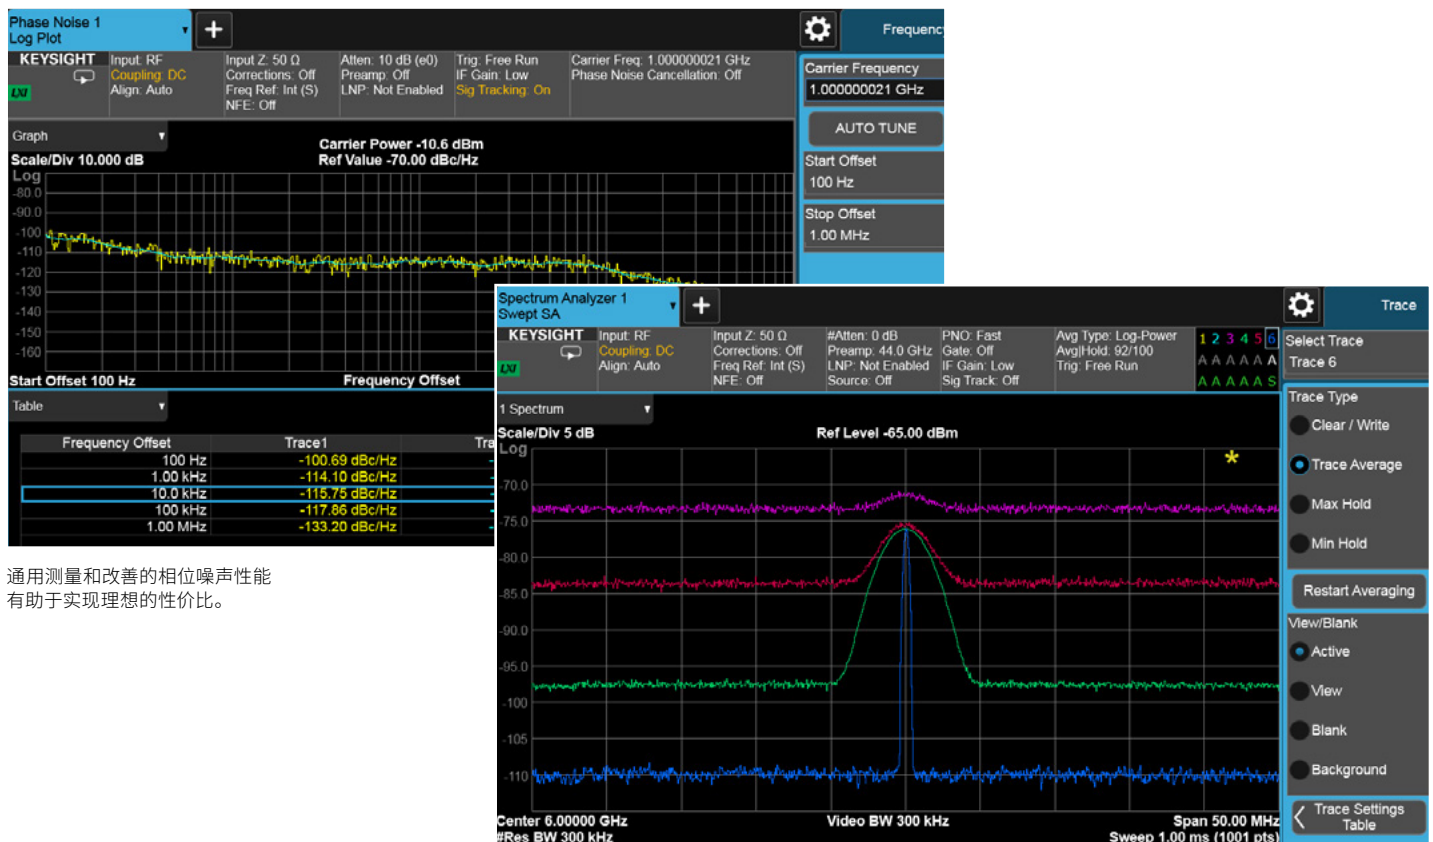 Phase Noise 1
Log Plot
+
Frequenc
KEYSIGHT
LXI
Input: RF
Coupling: DC
Align: Auto
Input Z: 50 Ω
Corrections: Off
Freq Ref: Int (S)
NFE: Off
Atten: 10 dB (e0)
Preamp: Off
LNP: Not Enabled
Trig: Free Run
IF Gain: Low
Sig Tracking: On
Carrier Freq: 1.000000021 GHz
Phase Noise Cancellation: Off
Carrier Frequency
1.000000021 GHz
AUTO TUNE
Start Offset
100 Hz
Stop Offset
1.00 MHz
Graph
Scale/Div 10.000 dB
Carrier Power -10.6 dBm
Ref Value -70.00 dBc/Hz
Log
-80.0
-90.0
-100
-110
-120
-130
-140
-150
-160
Start Offset 100 Hz
Frequency Offset
Table
Frequency Offset Trace1 Tra
100 Hz -100.69 dBc/Hz
1.00 kHz -114.10 dBc/Hz
10.0 kHz -115.75 dBc/Hz
100 kHz -117.86 dBc/Hz
1.00 MHz -133.20 dBc/Hz
通用测量和改善的相位噪声性能
有助于实现理想的性价比。
Spectrum Analyzer 1
Swept SA
+
Trace
KEYSIGHT
LXI
Input: RF
Coupling: DC
Align: Auto
Input Z: 50 Ω
Corrections: Off
Freq Ref: Int (S)
NFE: Off
#Atten: 0 dB
Preamp: 44.0 GHz
LNP: Not Enabled
Source: Off
PNO: Fast
Gate: Off
IF Gain: Low
Sig Track: Off
Avg Type: Log-Power
Avg|Hold: 92/100
Trig: Free Run
1 2 3 4 5 6
A A A A A A
A A A A A S
Select Trace
Trace 6
Trace Type
Clear / Write
Trace Average
Max Hold
Min Hold
Restart Averaging
View/Blank
Active
View
Blank
Background
Trace Settings
Table
1 Spectrum
Scale/Div 5 dB
Ref Level -65.00 dBm
Log
*
-70.0
-75.0
-80.0
-85.0
-90.0
-95.0
-100
-105
-110
Center 6.00000 GHz
Video BW 300 kHz
Span 50.00 MHz
#Res BW 300 kHz
Sweep 1.00 ms (1001 pts)